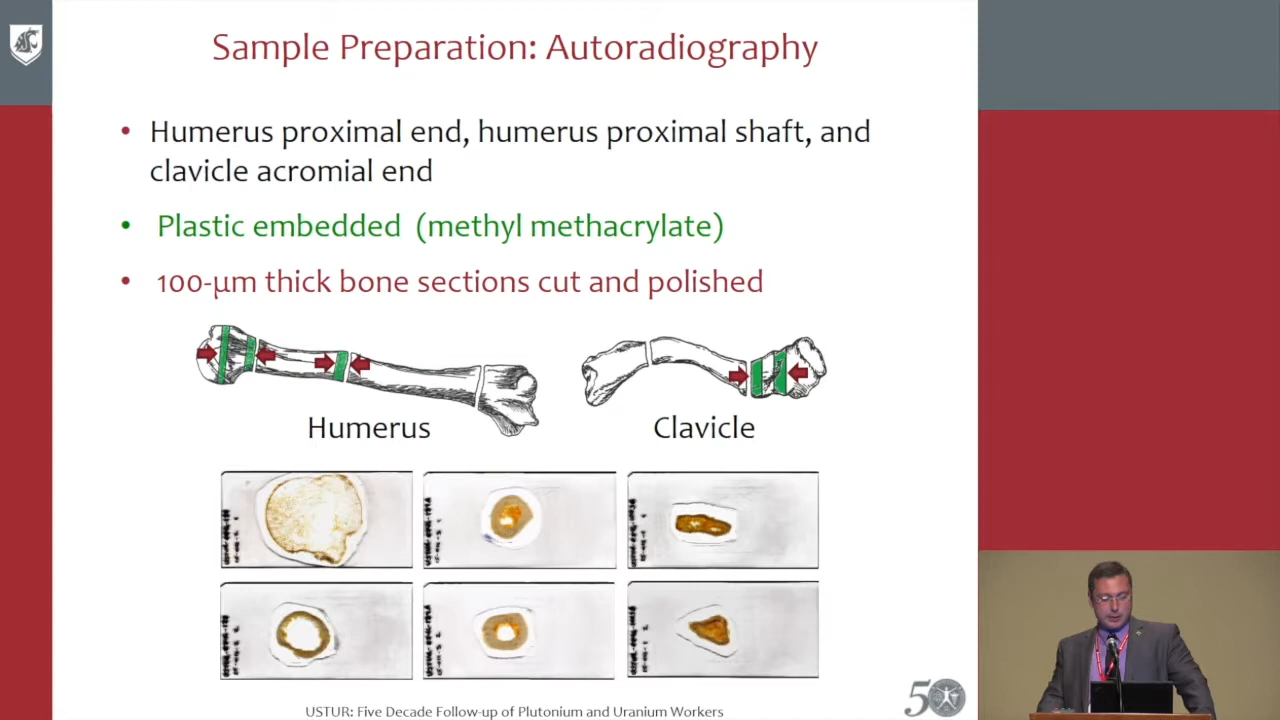 Sample Preparation: Autoradiography
• Humerus proximal end, humerus proximal shaft, and
clavicle acromial end
• Plastic embedded (methyl methacrylate)
• 100-µm thick bone sections cut and polished
Humerus
Clavicle
USTUR: Five Decade Follow-up of Plutonium and Uranium Workers
50